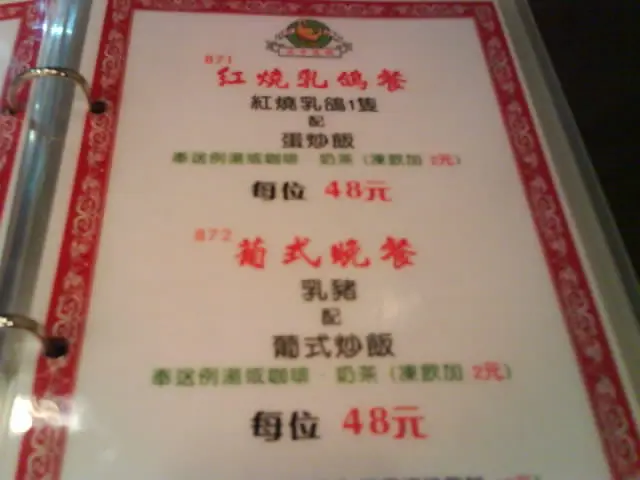 871
紅燒乳鴿餐
紅燒乳鴿1隻
配
蛋炒飯
奉送例湯或咖啡 奶茶 (凍飲加 2元)
每位 48元
872
葡式晚餐
乳豬
配
葡式炒飯
奉送例湯或咖啡·奶茶 (凍飲加 2元)
每位 48元